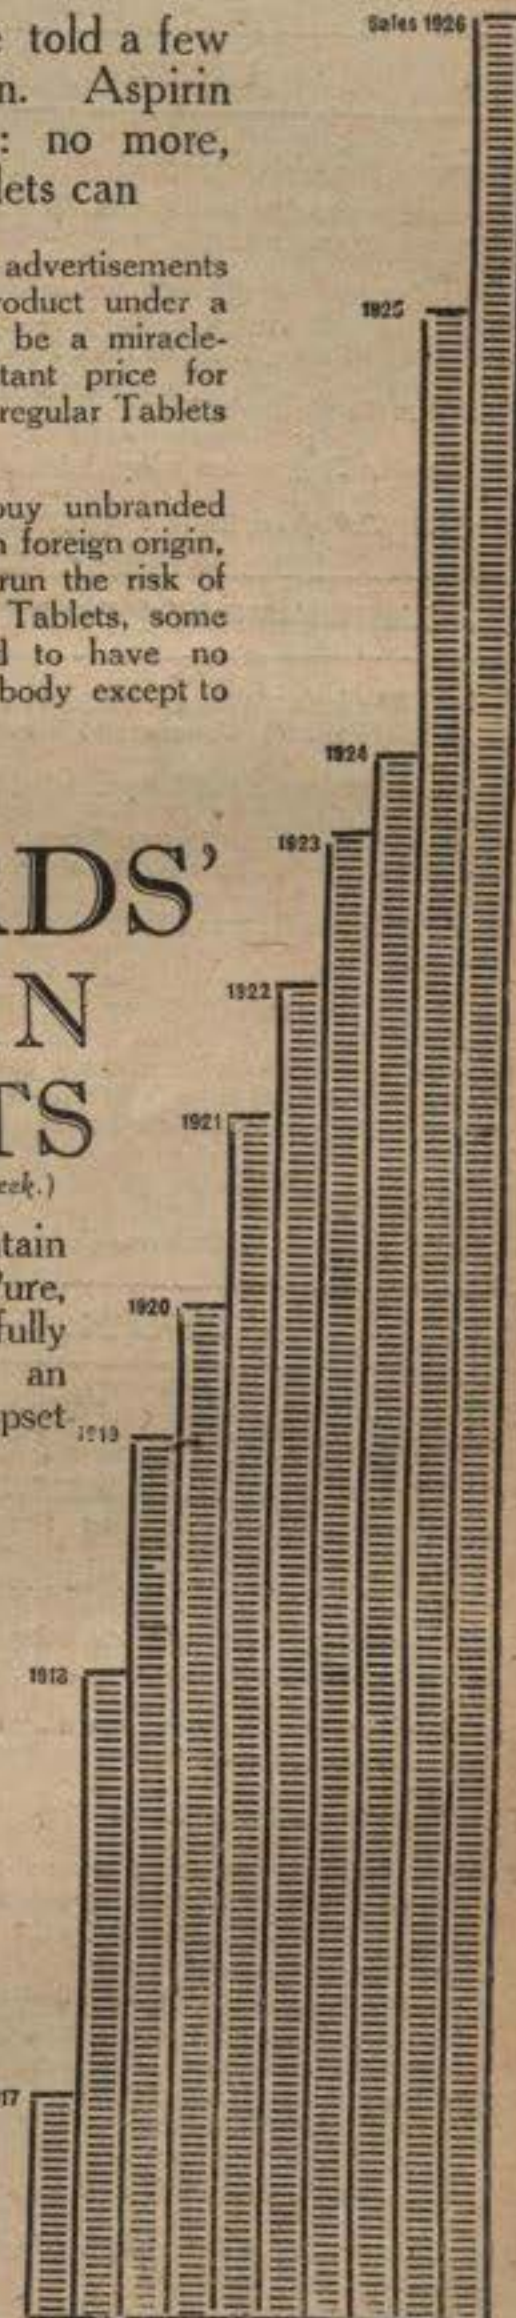 told a few
n. Aspirin
: no more,
lets can
advertisements
roduct under a
be a miracle-
tant price for
regular Tablets
buy unbranded
n foreign origin,
run the risk of
Tablets, some
d to have no
body except to
ADS'
N
TS
eek.)
tain
Pure,
fully
an
pset
Sales 1926
1925
1924
1923
1922
1921
1920
1919
1918
17